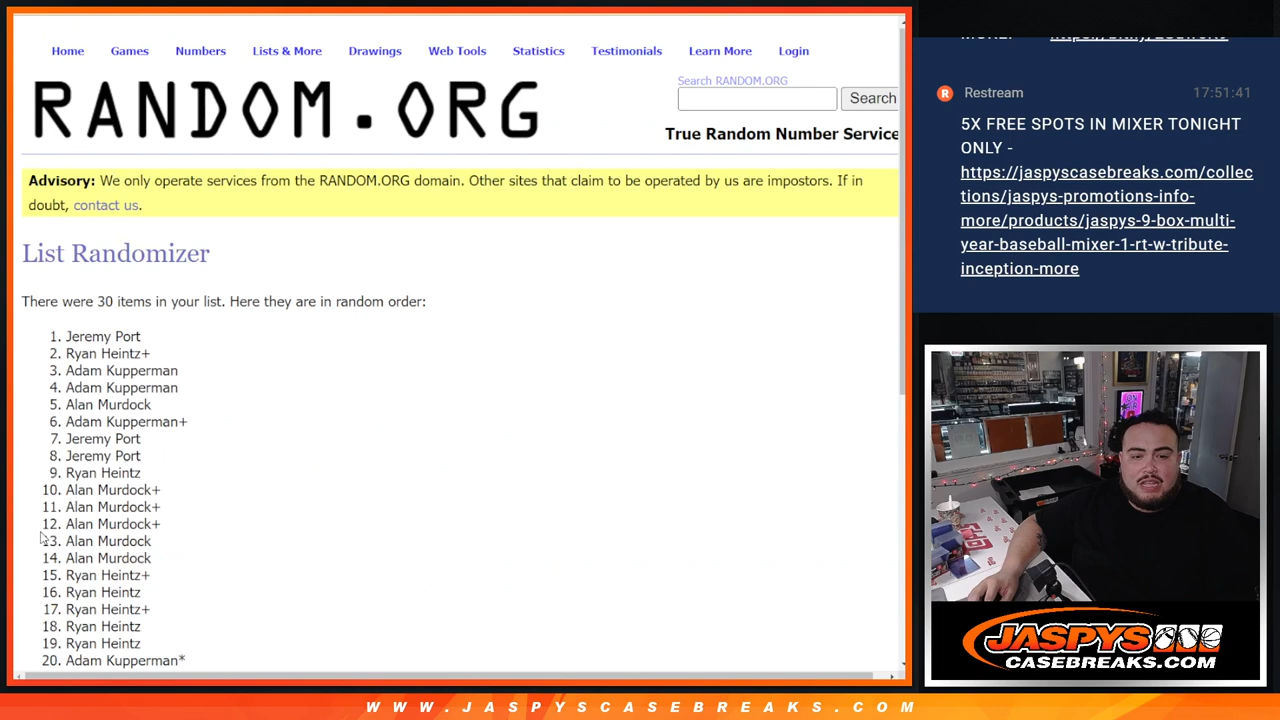 Home Games Numbers Lists & More Drawings Web Tools Statistics Testimonials Learn More Login
RANDOM.ORG
Search RANDOM.ORG
Search
True Random Number Service
Advisory: We only operate services from the RANDOM.ORG domain. Other sites that claim to be operated by us are impostors. If in
doubt, contact us.
List Randomizer
There were 30 items in your list. Here they are in random order:
1. Jeremy Port
2. Ryan Heintz+
3. Adam Kupperman
4. Adam Kupperman
5. Alan Murdock
6. Adam Kupperman+
7. Jeremy Port
8. Jeremy Port
9. Ryan Heintz
10. Alan Murdock+
11. Alan Murdock+
12. Alan Murdock+
13. Alan Murdock
14. Alan Murdock
15. Ryan Heintz+
16. Ryan Heintz
17. Ryan Heintz+
18. Ryan Heintz
19. Ryan Heintz
20. Adam Kupperman*
R Restream 17:51:41
5X FREE SPOTS IN MIXER TONIGHT
ONLY -
https://jaspyscasebreaks.com/collec
tions/jaspys-promotions-info-
more/products/jaspys-9-box-multi-
year-baseball-mixer-1-rt-w-tribute-
inception-more
JASPYS
CASEBREAKS.COM
WWW.JASPYSCASEBREAKS.COM